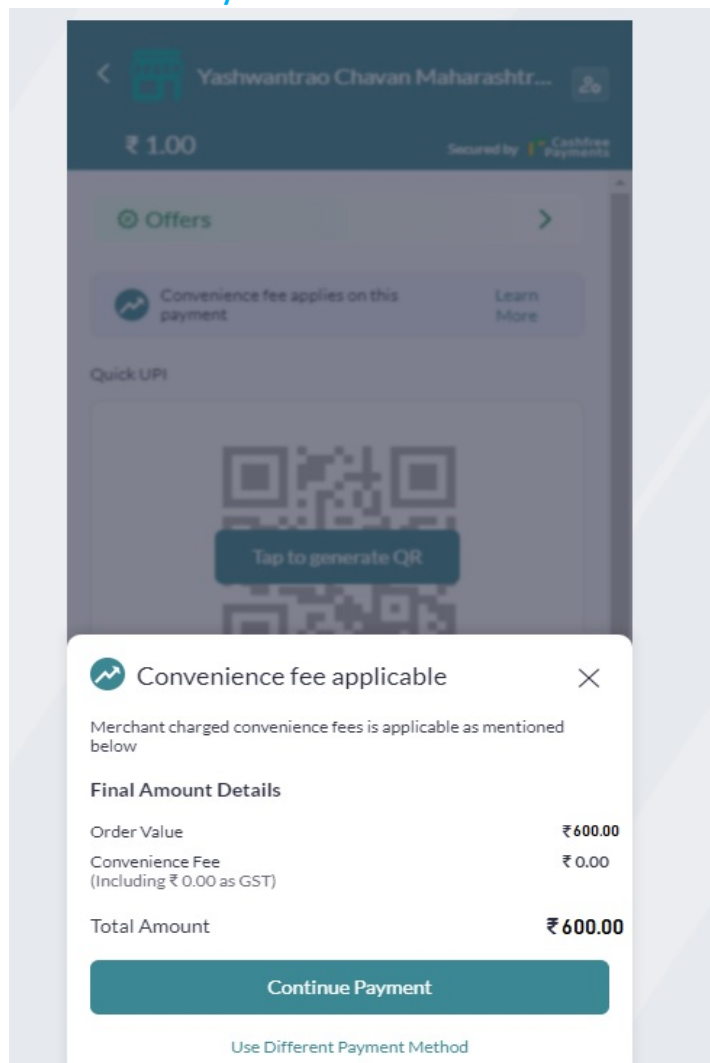 Yashwantrao Chavan Maharashtr...
₹ 1.00
Secured by Cashfree Payments
Offers
Convenience fee applies on this
payment
Learn
More
Quick UPI
Tap to generate QR
Convenience fee applicable
Merchant charged convenience fees is applicable as mentioned
below
Final Amount Details
Order Value ₹600.00
Convenience Fee ₹ 0.00
(Including ₹ 0.00 as GST)
Total Amount ₹600.00
Continue Payment
Use Different Payment Method